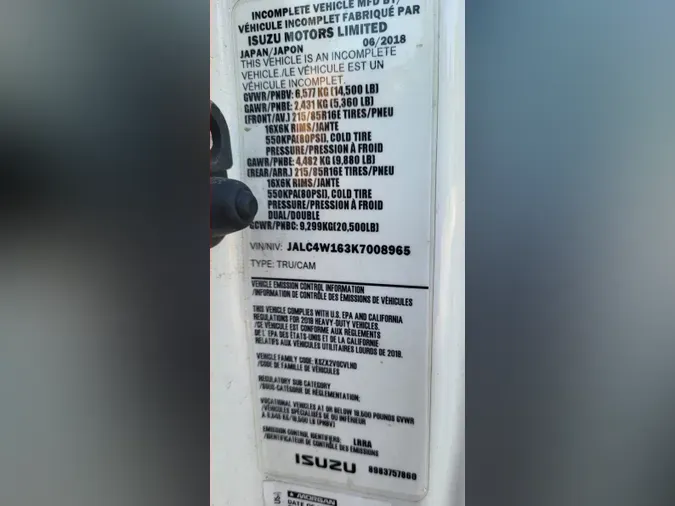 INCOMPLETE VEHICLE MFD BY/
VÉHICULE INCOMPLET FABRIQUÉ PAR
ISUZU MOTORS LIMITED
JAPAN/JAPON 06/2018
THIS VEHICLE IS AN INCOMPLETE
VEHICLE./LE VÉHICULE EST UN
VÉHICULE INCOMPLET.
GVWR/PNBV: 6,577 KG (14,500 LB)
GAWR/PNBE: 2,431 KG (5,360 LB)
(FRONT/AV.) 215/85R16E TIRES/PNEU
16X6K RIMS/JANTE
550KPA(80PSI), COLD TIRE
PRESSURE/PRESSION À FROID
GAWR/PNBE: 4,482 KG (9,880 LB)
(REAR/ARR.) 215/85R16E TIRES/PNEU
16X6K RIMS/JANTE
550KPA(80PSI), COLD TIRE
PRESSURE/PRESSION À FROID
DUAL/DOUBLE
GCWR/PNBC: 9,299KG(20,500LB)
VIN/NIV: JALC4W163K7008965
TYPE: TRU/CAM
VEHICLE EMISSION CONTROL INFORMATION
/INFORMATION DE CONTRÔLE DES ÉMISSIONS DE VÉHICULES
THIS VEHICLE COMPLIES WITH U.S. EPA AND CALIFORNIA
REGULATIONS FOR 2019 HEAVY-DUTY VEHICLES.
/CE VÉHICULE EST CONFORME AUX RÈGLEMENTS
DE L'EPA DES ÉTATS-UNIS ET DE LA CALIFORNIE
RELATIFS AUX VÉHICULES UTILITAIRES LOURDS DE 2019.
VEHICLE FAMILY CODE:
/CODE DE FAMILLE DE VÉHICULES
REGULATORY SUB CATEGORY
/SOUS-CATÉGORIE DE RÉGLEMENTATION:
VOCATIONAL VEHICLES AT OR BELOW 19,500 POUNDS GVWR
/VÉHICULES SPÉCIALISÉS DE OU INFÉRIEUR
À 8,845 KG/19,500 LB (PNBV)
EMISSION CONTROL IDENTIFIERS: LRRA
/IDENTIFICATEUR DE CONTRÔLE DES ÉMISSIONS
ISUZU 8983757860
MORGAN